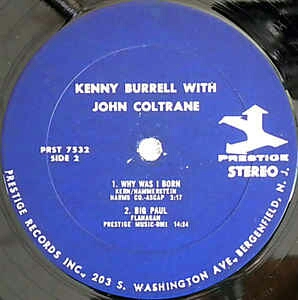 KENNY BURRELL WITH
JOHN COLTRANE
PRST 7532
SIDE 2
PRESTIGE
STEREO
1. WHY WAS I BORN
KERN/HAMMERSTEIN
HARMS CO.-ASCAP 3:17
2. BIG PAUL
FLANAGAN
PRESTIGE MUSIC-BMI 14:54
PRESTIGE RECORDS INC., 203 S. WASHINGTON AVE., BERGENFIELD, N. J.